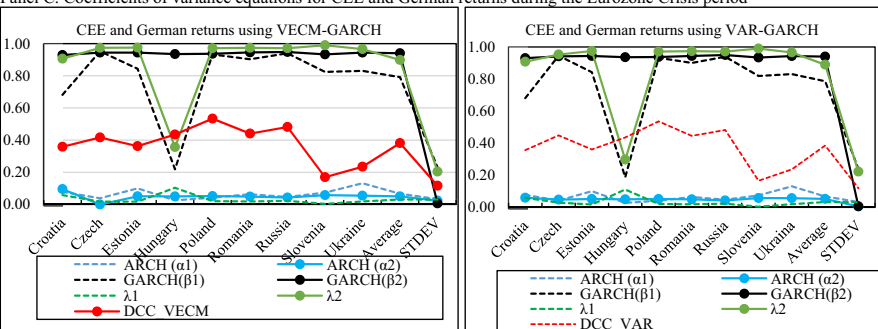 Panel C: Coefficients of variance equations for CEE and German returns during the Eurozone Crisis period
CEE and German returns using VECM-GARCH
1.00
0.80
0.60
0.40
0.20
0.00
Croatia
Czech
Estonia
Hungary
Poland
Romania
Russia
Slovenia
Ukraine
Average
STDEV
ARCH (α1)
ARCH (α2)
GARCH(β1)
GARCH(β2)
λ1
λ2
DCC_VECM
CEE and German returns using VAR-GARCH
1.00
0.80
0.60
0.40
0.20
0.00
Croatia
Czech
Estonia
Hungary
Poland
Romania
Russia
Slovenia
Ukraina
Average
STDEV
ARCH (α1)
ARCH (α2)
GARCH(β1)
GARCH(β2)
λ1
λ2
DCC_VAR